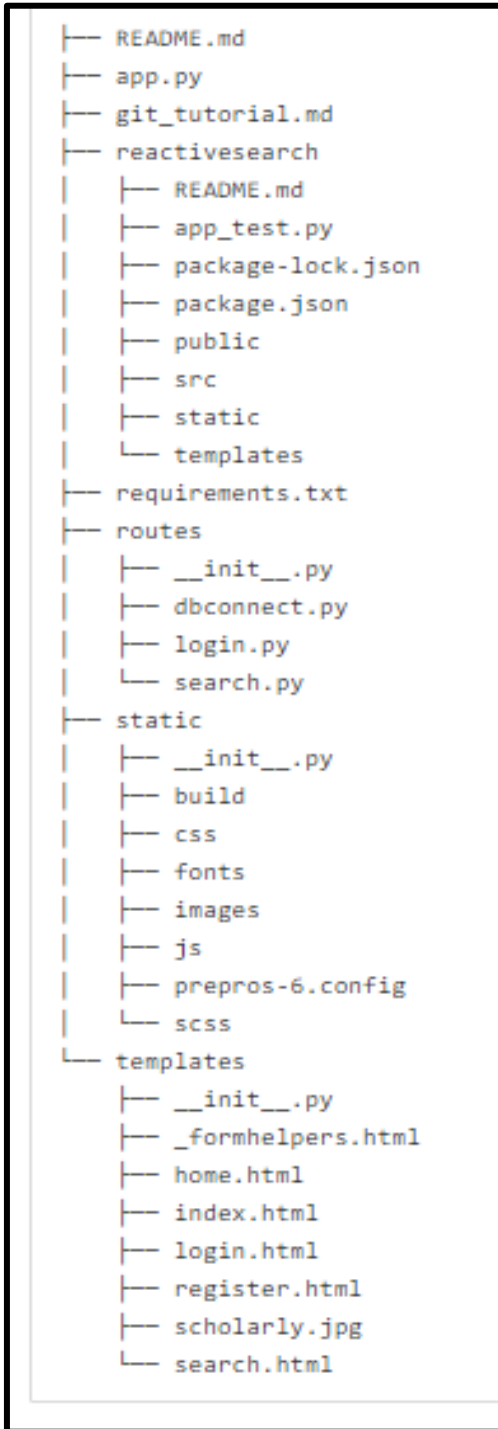 ├── README.md
├── app.py
├── git_tutorial.md
├── reactivesearch
│   ├── README.md
│   ├── app_test.py
│   ├── package-lock.json
│   ├── package.json
│   ├── public
│   ├── src
│   ├── static
│   └── templates
├── requirements.txt
├── routes
│   ├── __init__.py
│   ├── dbconnect.py
│   ├── login.py
│   └── search.py
├── static
│   ├── __init__.py
│   ├── build
│   ├── css
│   ├── fonts
│   ├── images
│   ├── js
│   ├── prepros-6.config
│   └── scss
└── templates
    ├── __init__.py
    ├── _formhelpers.html
    ├── home.html
    ├── index.html
    ├── login.html
    ├── register.html
    ├── scholarly.jpg
    └── search.html